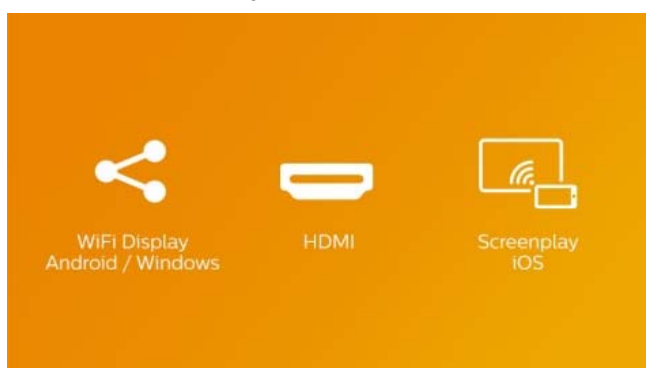 WiFi Display
Android / Windows
HDMI
Screenplay
iOS